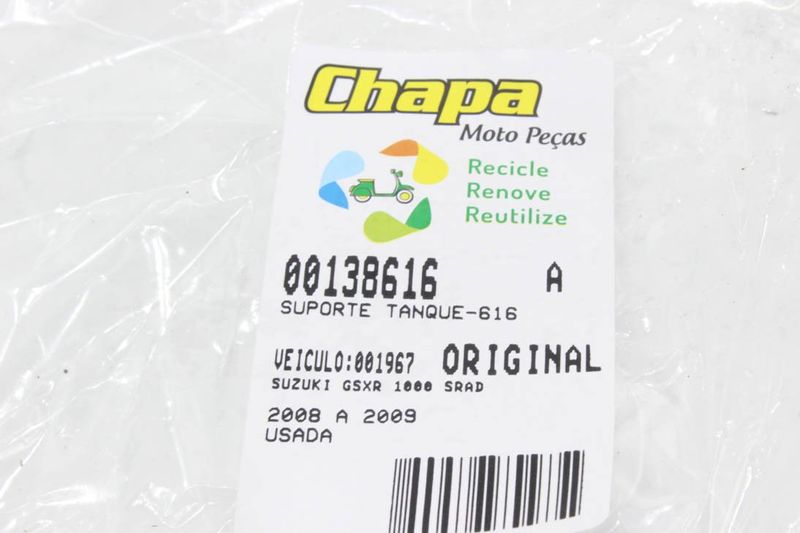 Chapa
Moto Peças
Recicle
Renove
Reutilize
00138616 A
SUPORTE TANQUE-616
VEICULO:001967 ORIGINAL
SUZUKI GSXR 1000 SRAD
2008 A 2009
USADA